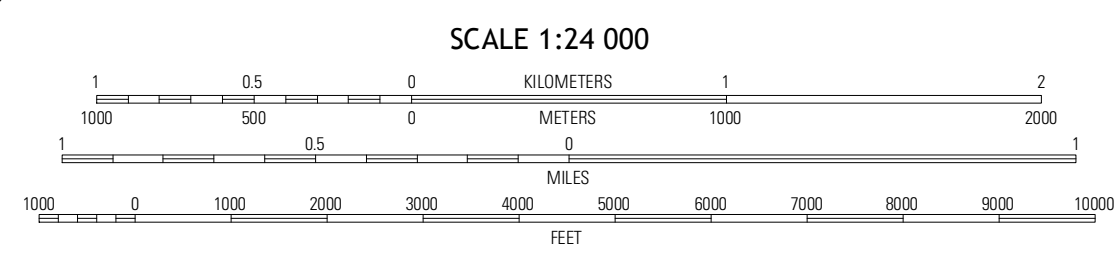 SCALE 1:24 000
1 0.5 0 KILOMETERS 1 2
1000 500 0 METERS 1000 2000
1 0.5 0 1
MILES
1000 0 1000 2000 3000 4000 5000 6000 7000 8000 9000 10000
FEET